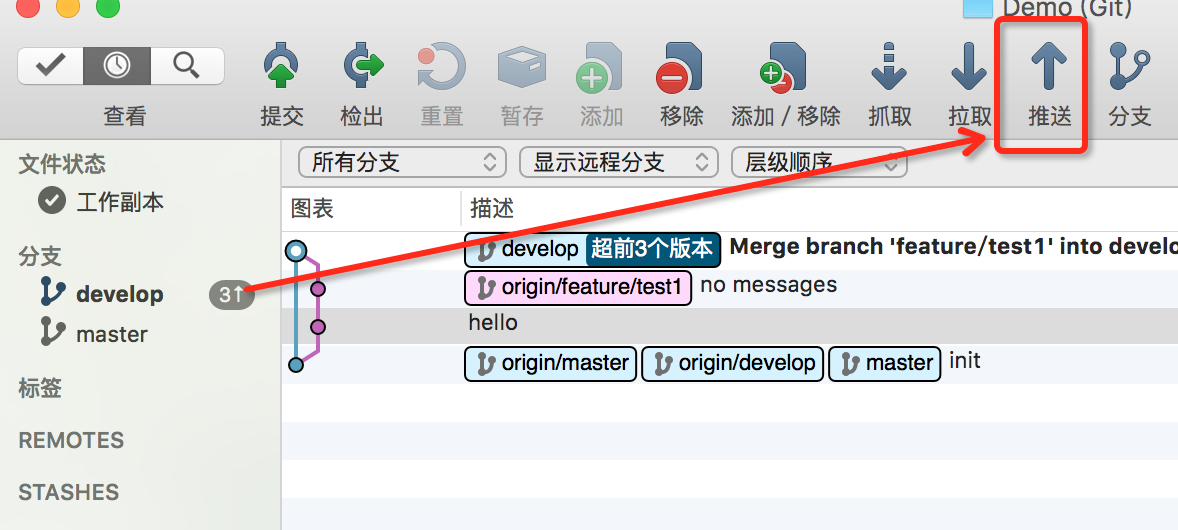 Demo (Git)
查看 提交 检出 重置 暂存 添加 移除 添加 / 移除 抓取 拉取 推送 分支
文件状态
工作副本
分支
develop 3↑
master
标签
REMOTES
STASHES
所有分支 显示远程分支 层级顺序
图表 描述
develop 超前3个版本 Merge branch 'feature/test1' into develo
origin/feature/test1 no messages
hello
origin/master origin/develop master init